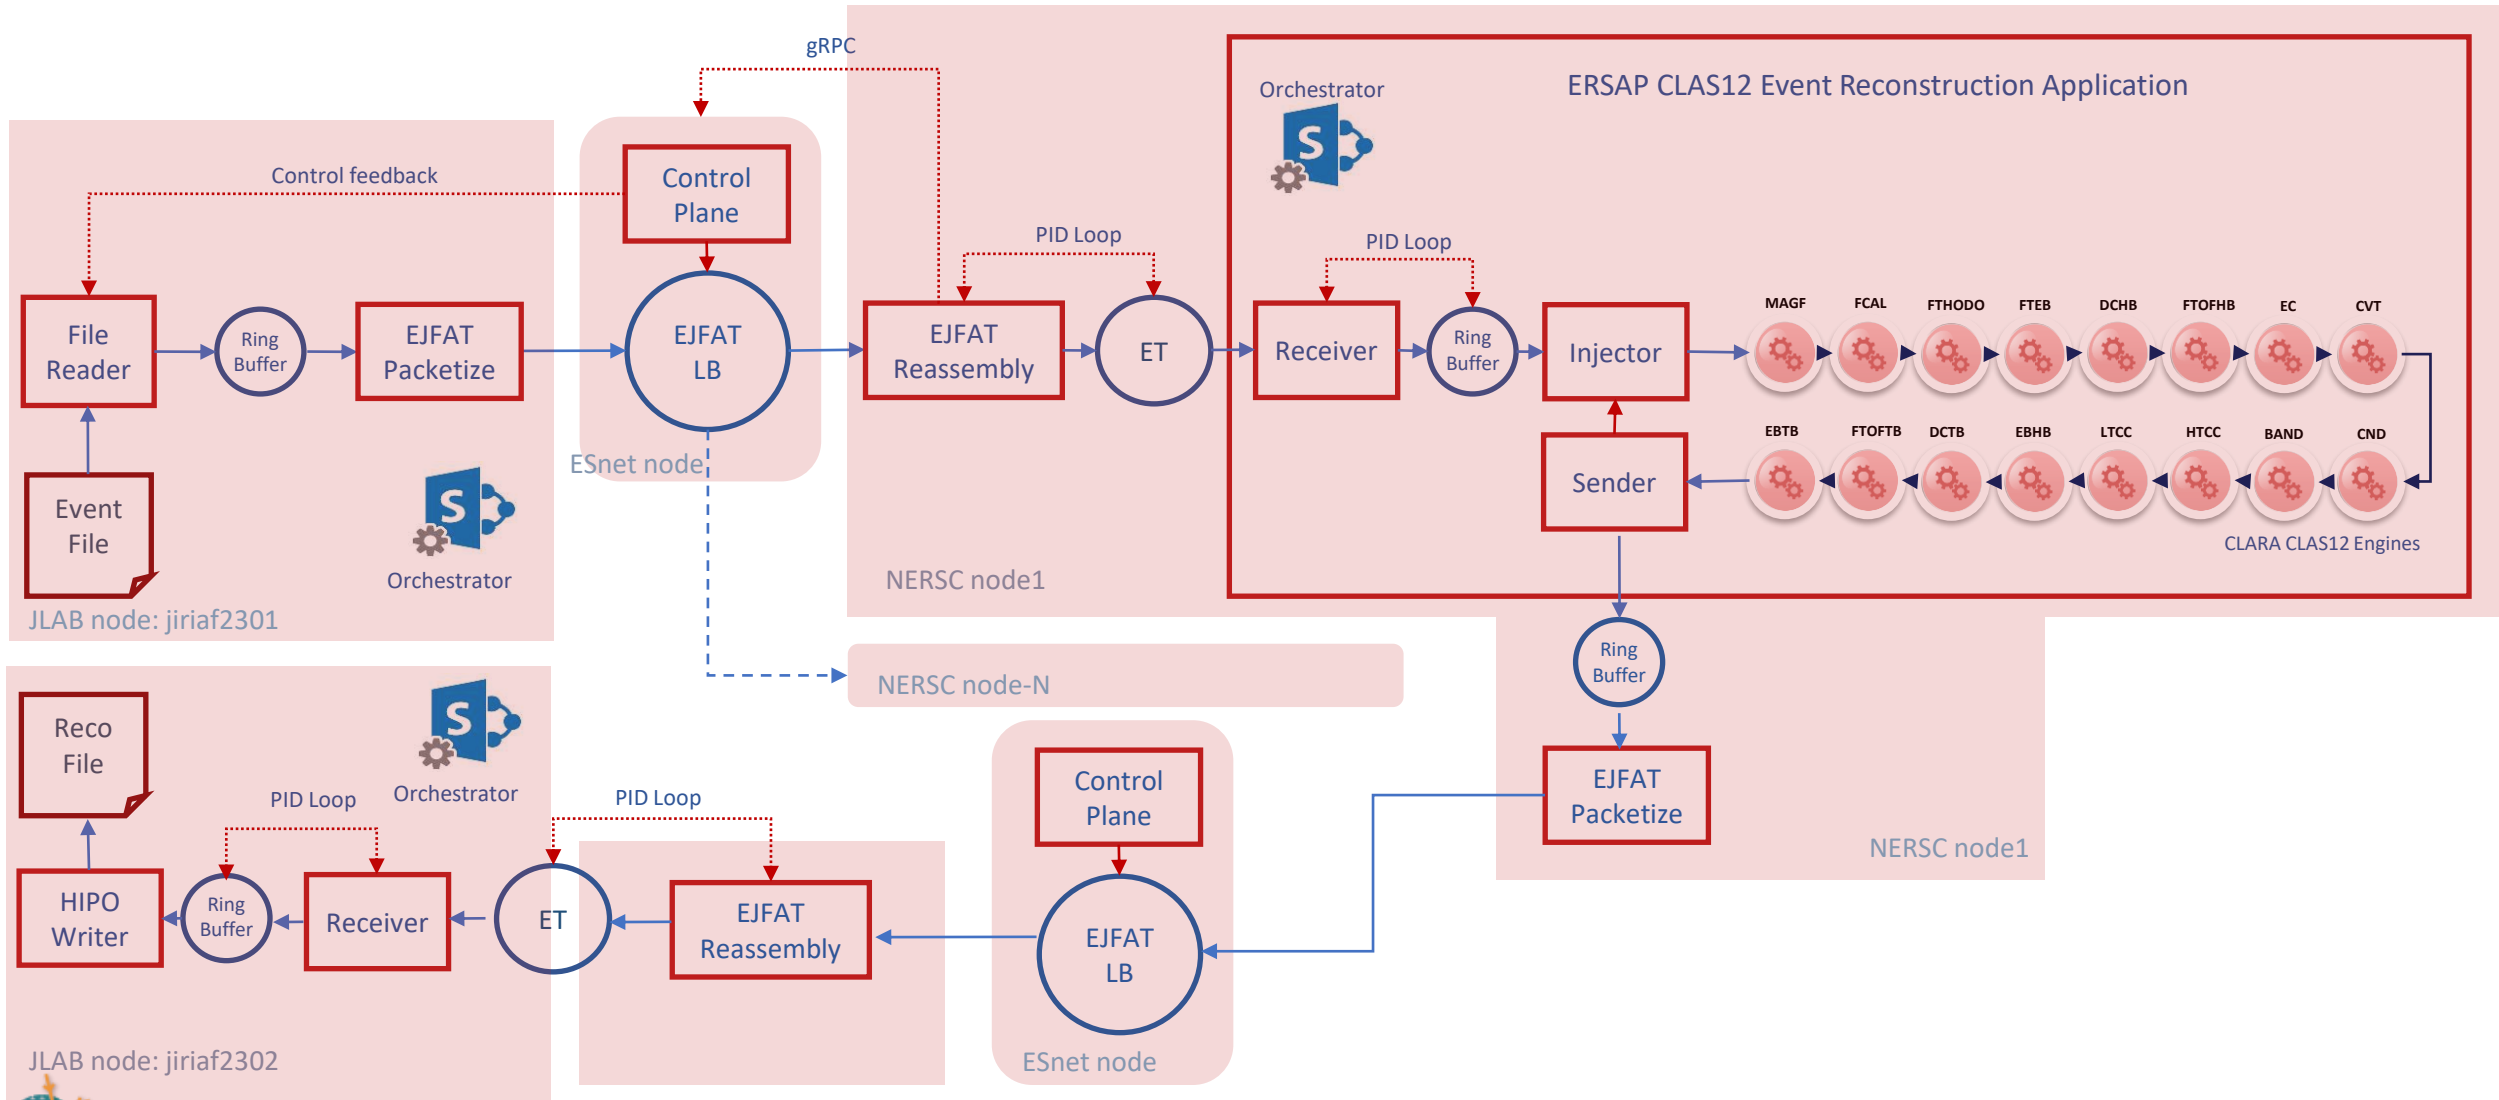 gRPC
ERSAP CLAS12 Event Reconstruction Application
Orchestrator
Control feedback
Control
Plane
PID Loop
PID Loop
File
Reader
Ring
Buffer
EJFAT
Packetize
EJFAT
LB
EJFAT
Reassembly
ET
Receiver
Ring
Buffer
Injector
MAGF
FCAL
FTHODO
FTEB
DCHB
FTOFHB
EC
CVT
EBTB
FTOFTB
DCTB
EBHB
LTCC
HTCC
BAND
CND
Sender
CLARA CLAS12 Engines
ESnet node
Event
File
S
S
Orchestrator
NERSC node1
JLAB node: jiriaf2301
Ring
Buffer
NERSC node-N
Reco
File
S
Orchestrator
PID Loop
PID Loop
Control
Plane
EJFAT
Packetize
NERSC node1
HIPO
Writer
Ring
Buffer
Receiver
ET
EJFAT
Reassembly
EJFAT
LB
JLAB node: jiriaf2302
ESnet node